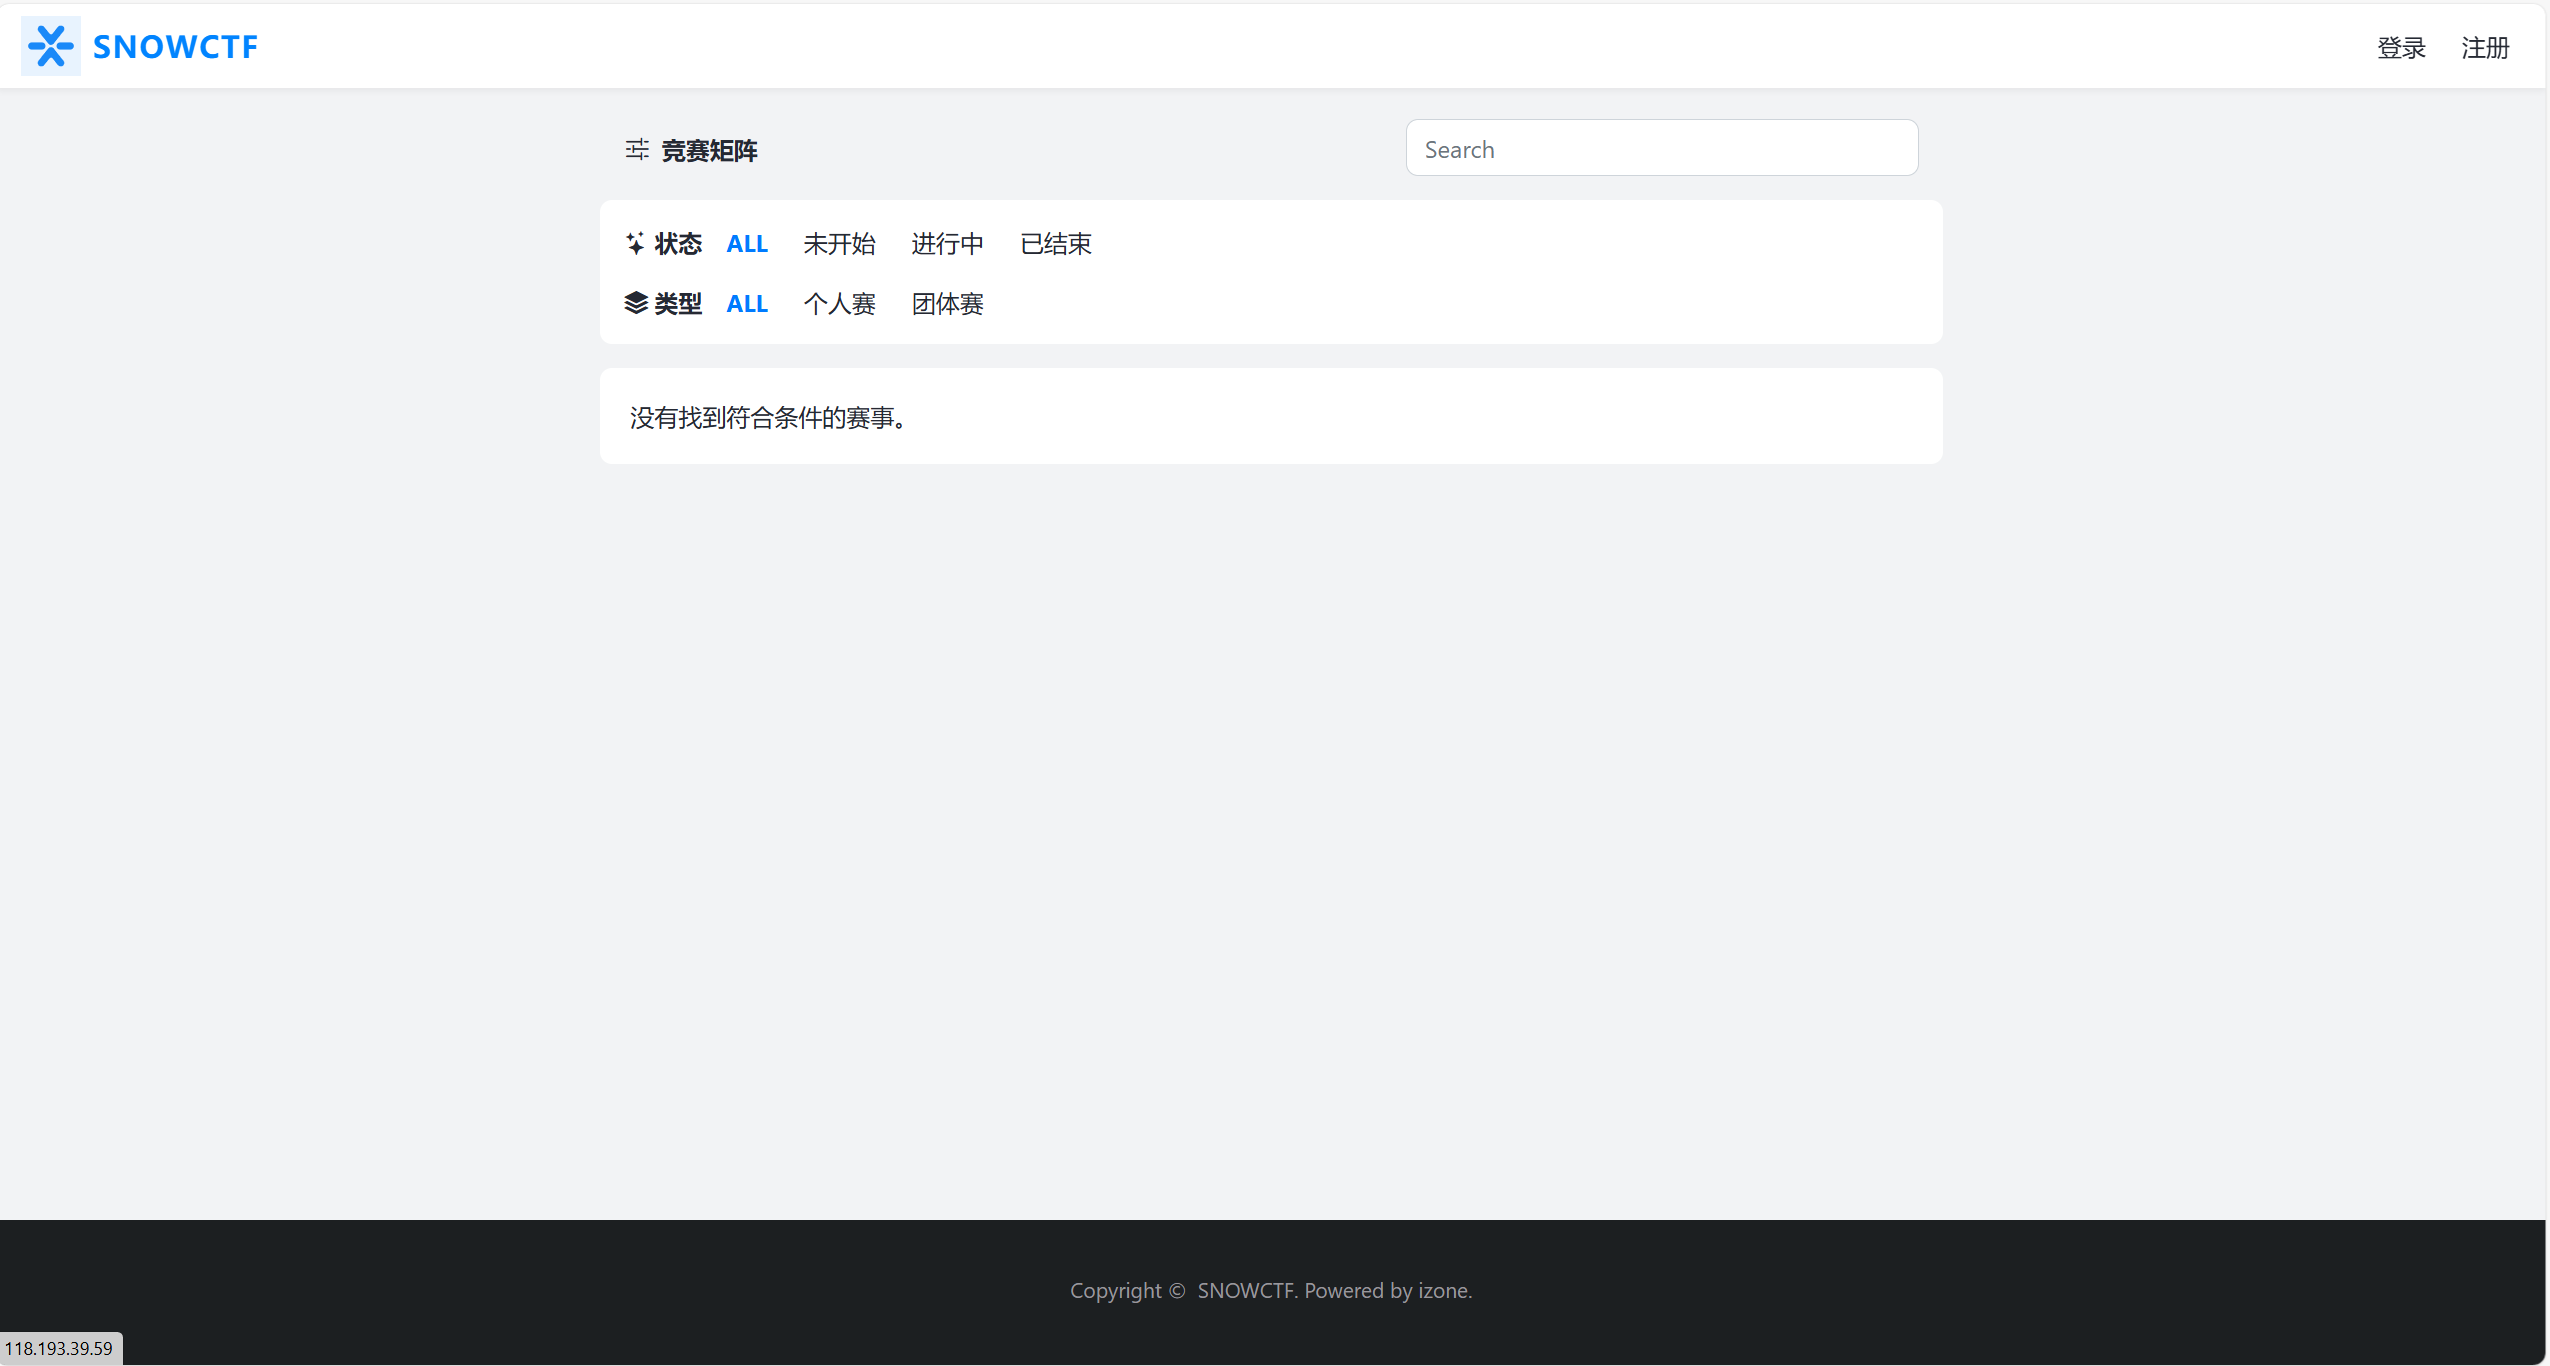 SNOWCTF
登录 注册
竞赛矩阵
Search
状态 ALL 未开始 进行中 已结束
类型 ALL 个人赛 团体赛
没有找到符合条件的赛事。
Copyright © SNOWCTF. Powered by izone.
118.193.39.59